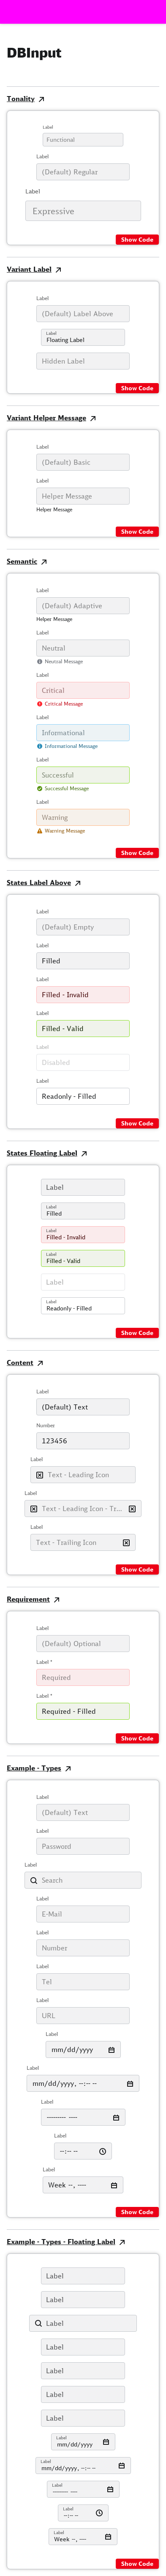 DBInput
Tonality
Label
Functional
Label
(Default) Regular
Label
Expressive
Show Code
Variant Label
Label
(Default) Label Above
Label
Floating Label
Hidden Label
Show Code
Variant Helper Message
Label
(Default) Basic
Label
Helper Message
Helper Message
Show Code
Semantic
Label
(Default) Adaptive
Helper Message
Label
Neutral
Neutral Message
Label
Critical
Critical Message
Label
Informational
Informational Message
Label
Successful
Successful Message
Label
Warning
Warning Message
Show Code
States Label Above
Label
(Default) Empty
Label
Filled
Label
Filled - Invalid
Label
Filled - Valid
Label
Disabled
Label
Readonly - Filled
Show Code
States Floating Label
Label
Label
Filled
Label
Filled - Invalid
Label
Filled - Valid
Label
Label
Readonly - Filled
Show Code
Content
Label
(Default) Text
Number
123456
Label
Text - Leading Icon
Label
Text - Leading Icon - Tr...
Label
Text - Trailing Icon
Show Code
Requirement
Label
(Default) Optional
Label *
Required
Label *
Required - Filled
Show Code
Example - Types
Label
(Default) Text
Label
Password
Label
Search
Label
E-Mail
Label
Number
Label
Tel
Label
URL
Label
mm/dd/yyyy
Label
mm/dd/yyyy, --:-- --
Label
--------- ----
Label
--:-- --
Label
Week --, ----
Show Code
Example - Types - Floating Label
Label
Label
Label
Label
Label
Label
Label
Label
mm/dd/yyyy
Label
mm/dd/yyyy, --:-- --
Label
--------- ----
Label
--:-- --
Label
Week --, ----
Show Code